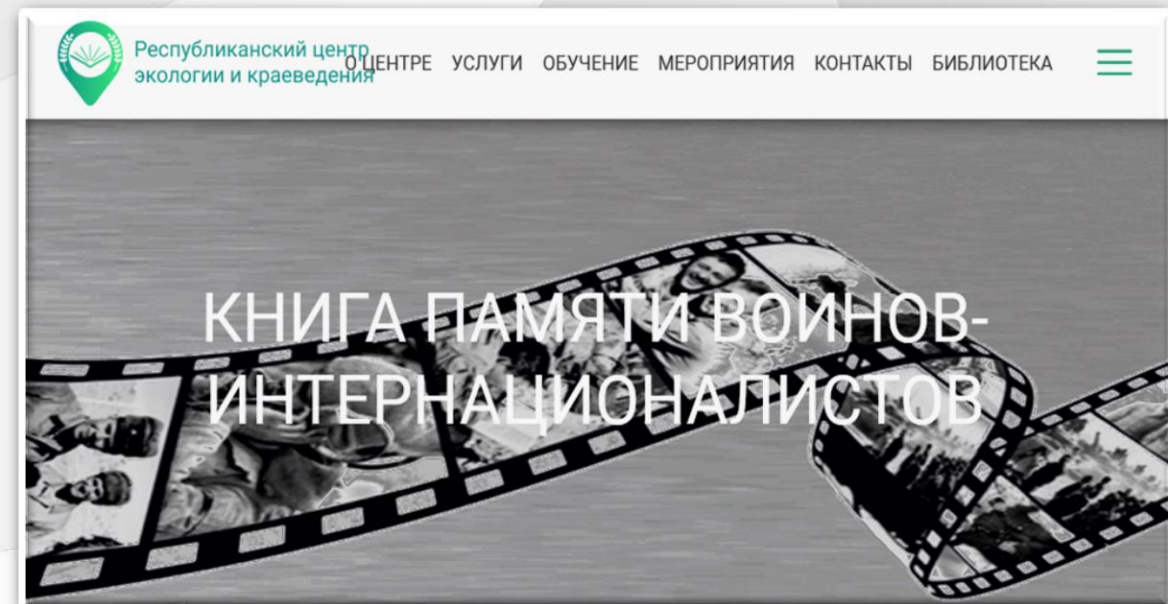 Республиканский центр
экологии и краеведения
О ЦЕНТРЕ УСЛУГИ ОБУЧЕНИЕ МЕРОПРИЯТИЯ КОНТАКТЫ БИБЛИОТЕКА
КНИГА ПАМЯТИ ВОИНОВ-
ИНТЕРНАЦИОНАЛИСТОВ